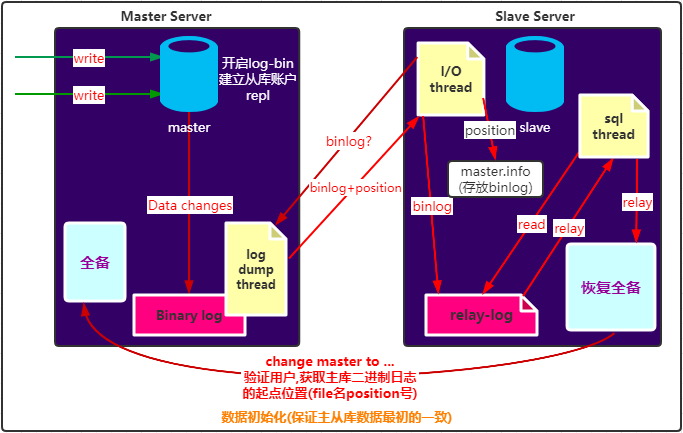 Master Server
write
write
开启log-bin
建立从库账户
repl
master
Data changes
全备
log
dump
thread
Binary log
binlog?
binlog+position
Slave Server
I/O
thread
slave
sql
thread
position
master.info
(存放binlog)
binlog
read
relay
relay
relay-log
恢复全备
change master to ...
验证用户,获取主库二进制日志
的起点位置(file名position号)
数据初始化(保证主从库数据最初的一致)